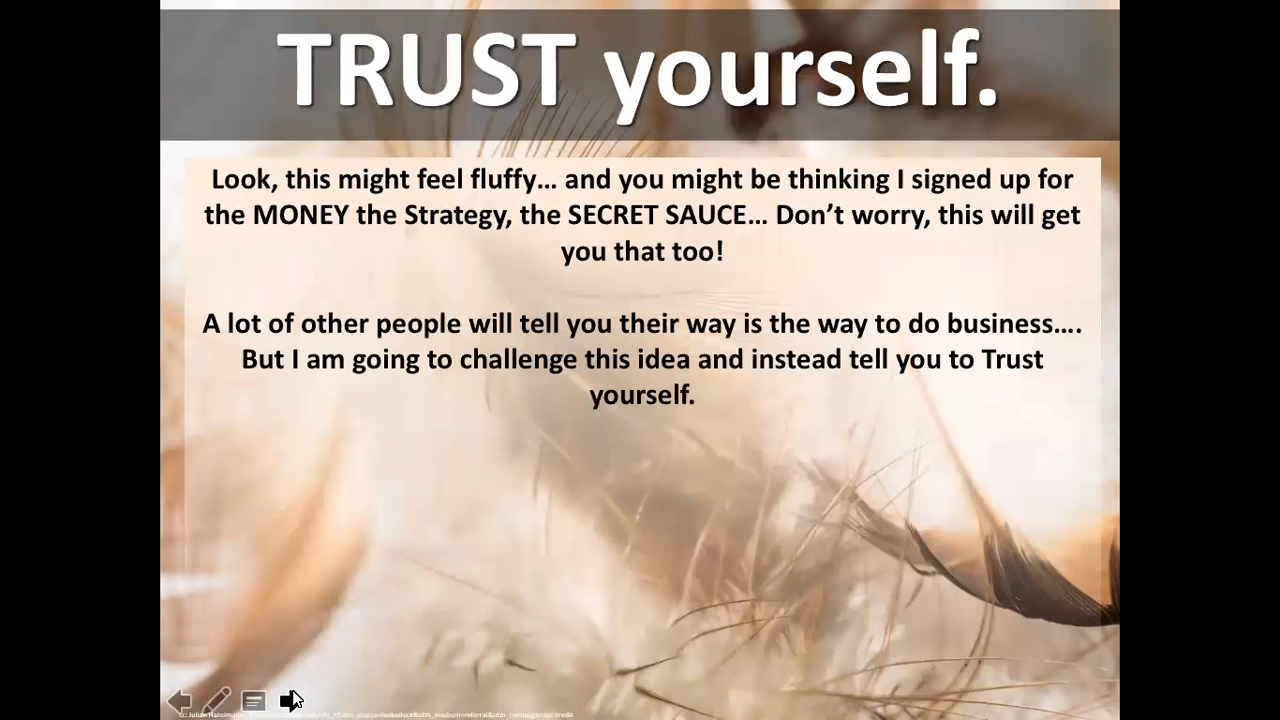 TRUST yourself.
Look, this might feel fluffy… and you might be thinking I signed up for
the MONEY the Strategy, the SECRET SAUCE… Don’t worry, this will get
you that too!
A lot of other people will tell you their way is the way to do business….
But I am going to challenge this idea and instead tell you to Trust
yourself.